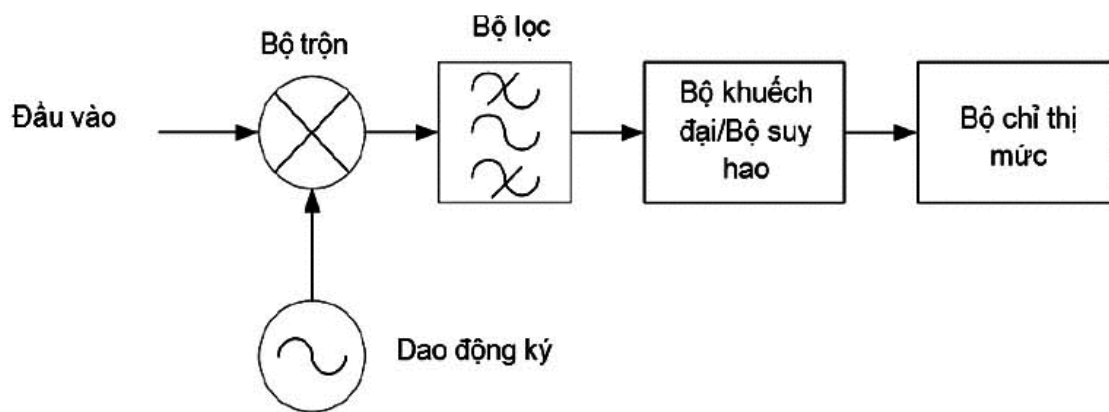 Bộ trộn
Bộ lọc
Đầu vào
Bộ khuếch
đại/Bộ suy
hao
Bộ chỉ thị
mức
Dao động ký